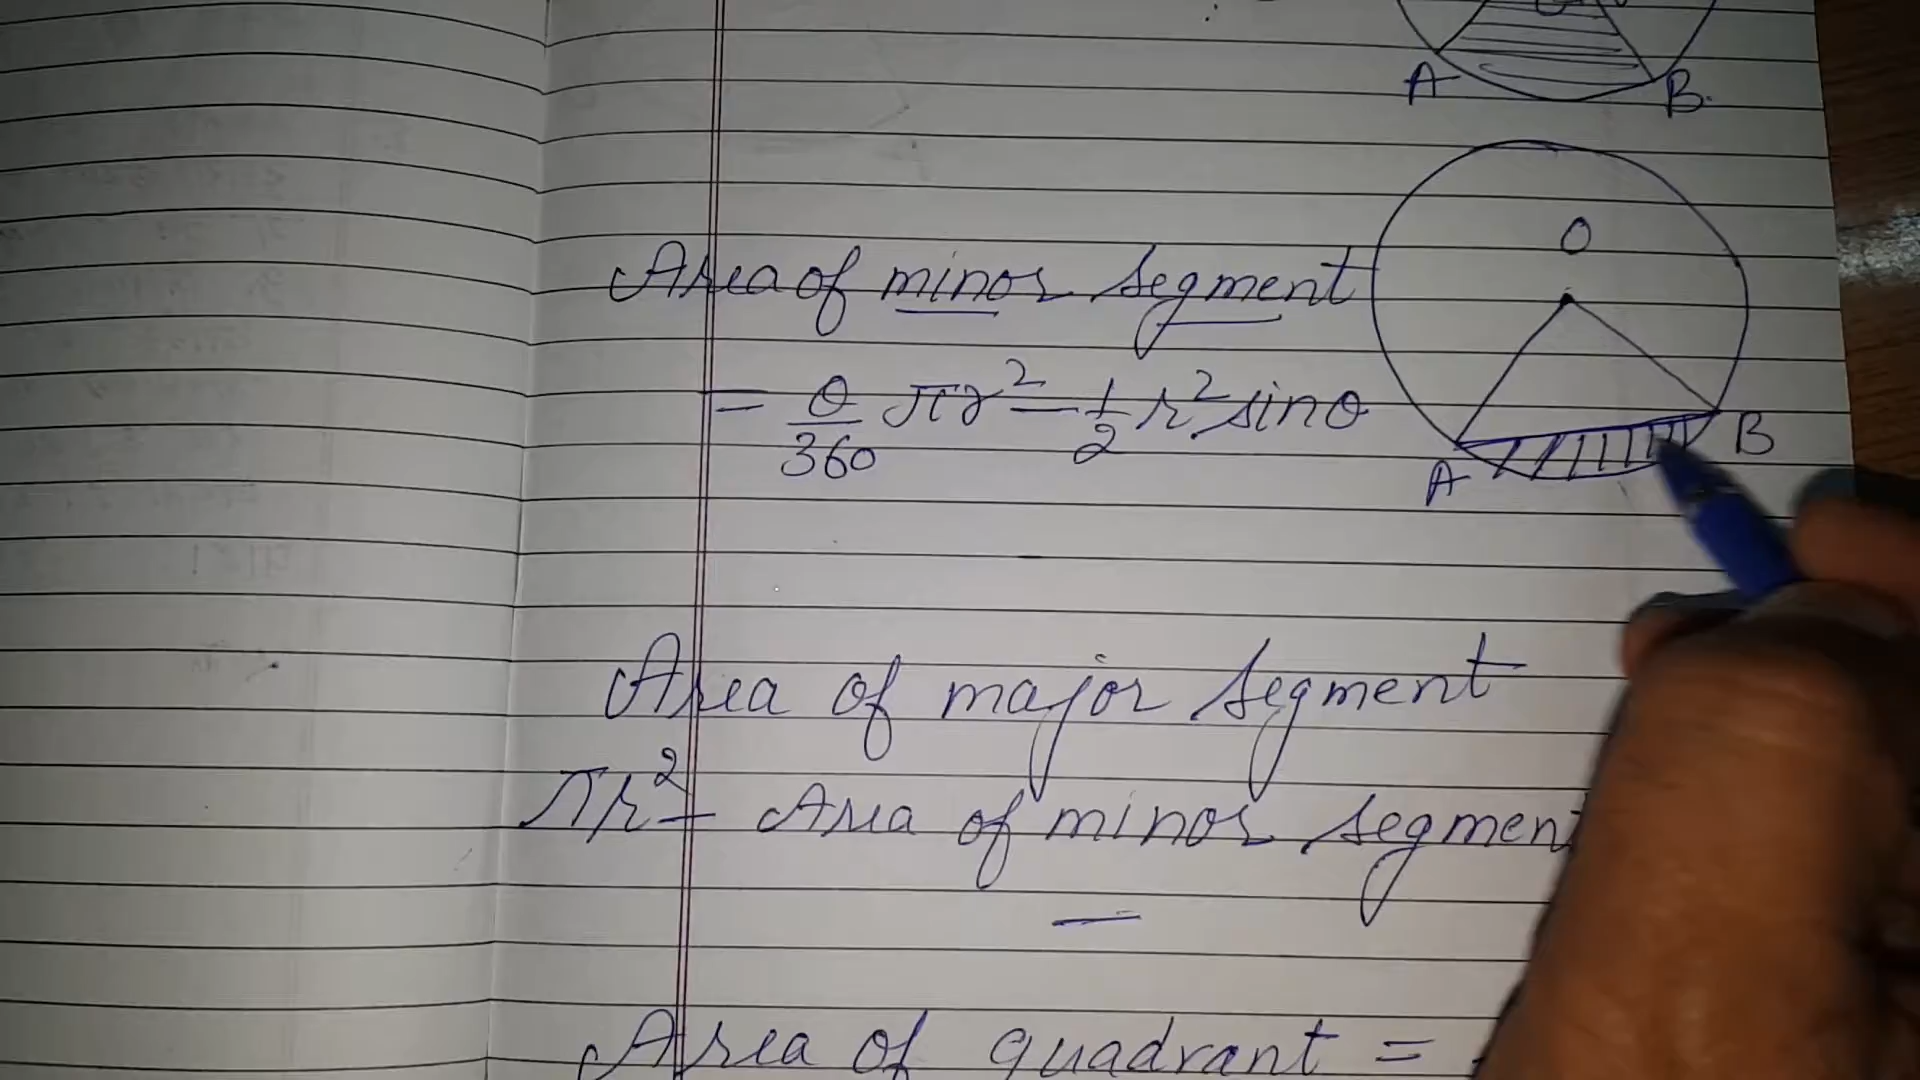 A B
O
Area of minor segment
= θ/360 πr² - 1/2 r² sinθ
A B
Area of major segment
πr² - Area of minor segment
Area of quadrant =